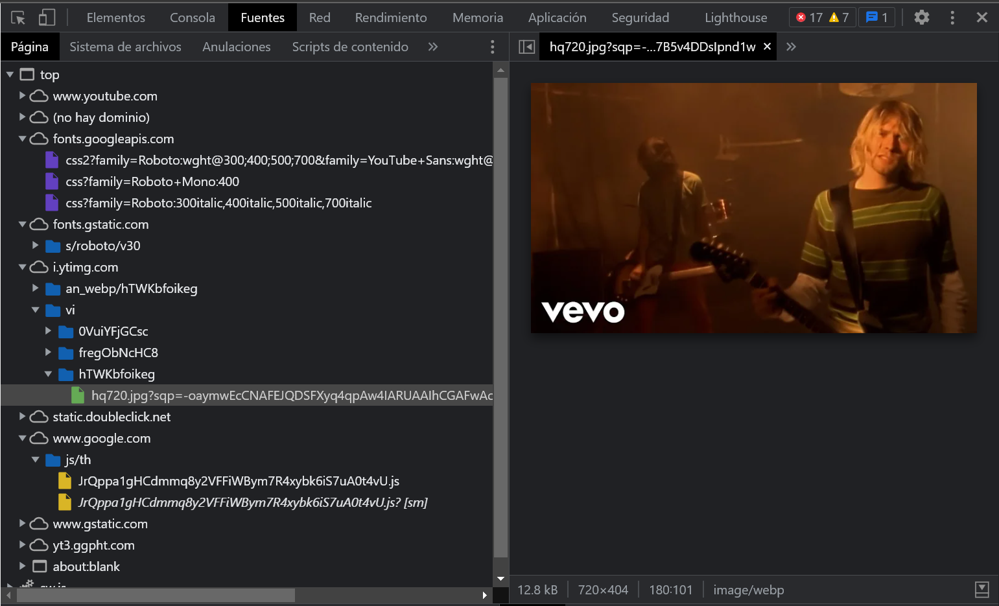 Elementos Consola Fuentes Red Rendimiento Memoria Aplicación Seguridad Lighthouse 17 7 1
Página Sistema de archivos Anulaciones Scripts de contenido
hq720.jpg?sqp=-...7B5v4DDsIpnd1w
top
www.youtube.com
(no hay dominio)
fonts.googleapis.com
css2?family=Roboto:wght@300;400;500;700&family=YouTube+Sans:wght@
css?family=Roboto+Mono:400
css?family=Roboto:300italic,400italic,500italic,700italic
fonts.gstatic.com
s/roboto/v30
i.ytimg.com
an_webp/hTWKbfoikeg
vi
0VuiYFjGCsc
fregObNcHC8
hTWKbfoikeg
hq720.jpg?sqp=-oaymwEcCNAFEJQDSFXyq4qpAw4IARUAAIhCGAFwAc
static.doubleclick.net
www.google.com
js/th
JrQppa1gHCdmmq8y2VFFiWBym7R4xybk6iS7uA0t4vU.js
JrQppa1gHCdmmq8y2VFFiWBym7R4xybk6iS7uA0t4vU.js? [sm]
www.gstatic.com
yt3.ggpht.com
about:blank
sw.js
vevo
12.8 kB 720×404 180:101 image/webp